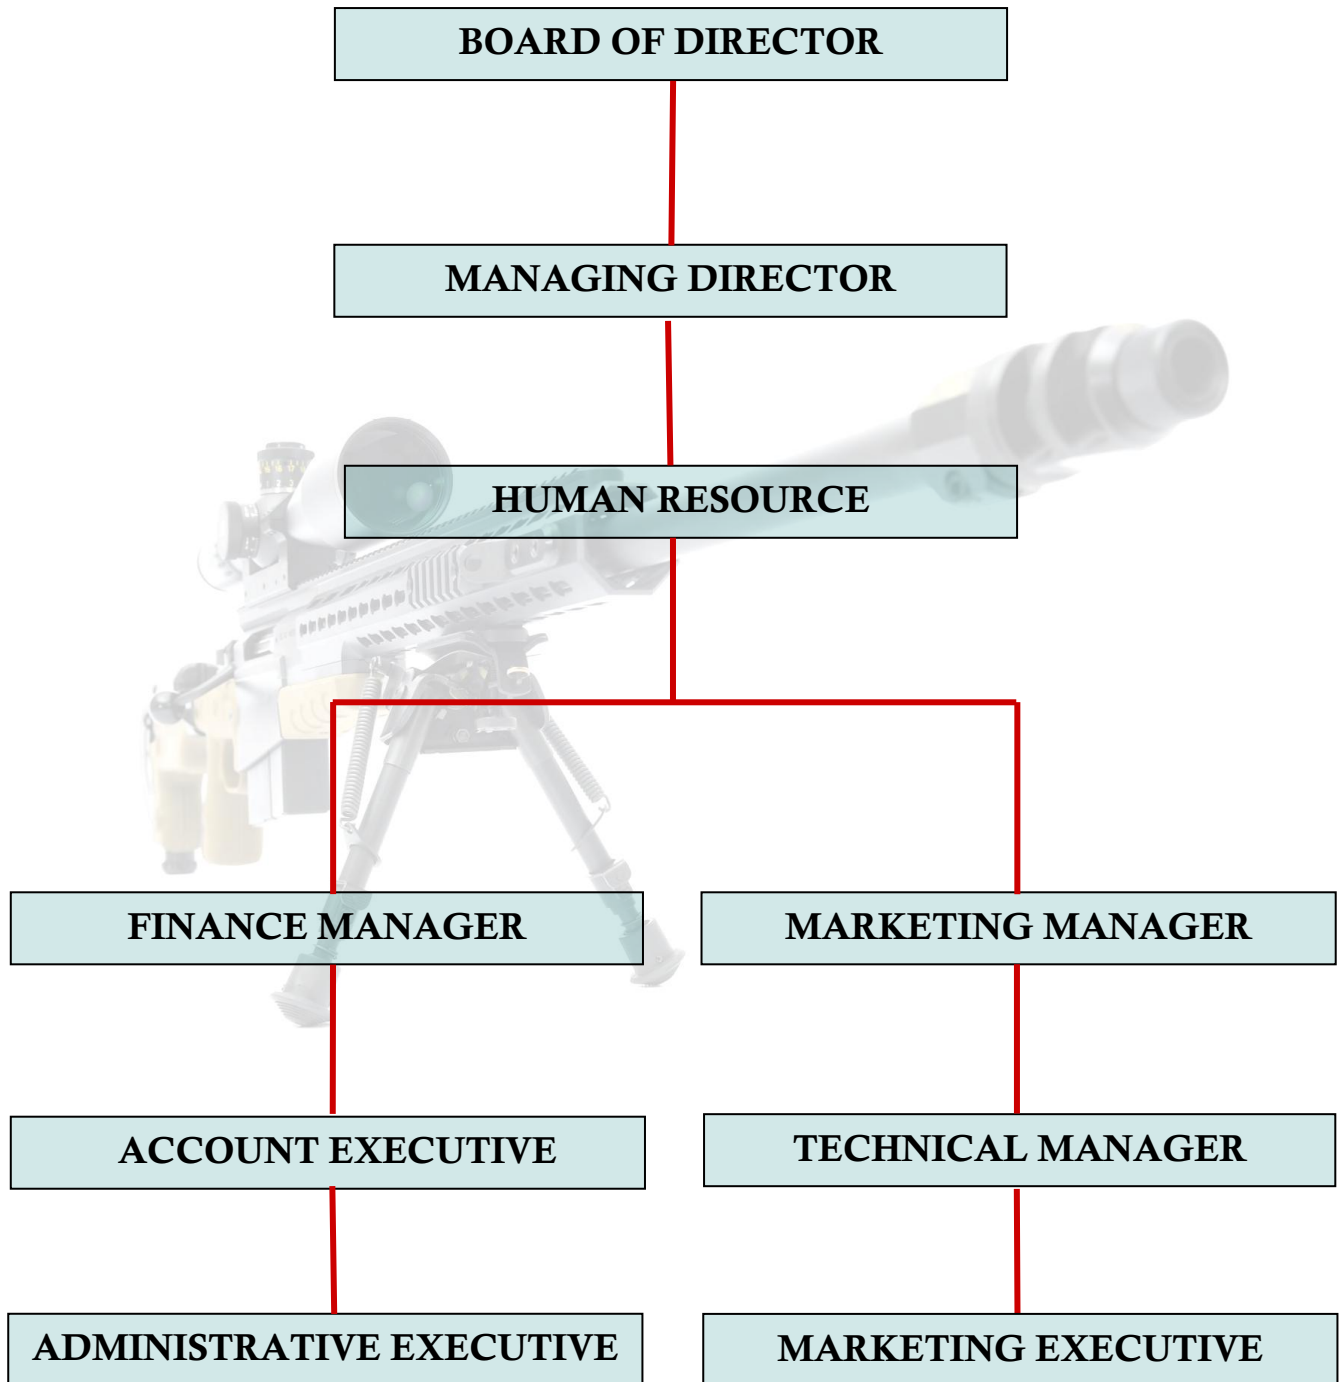 BOARD OF DIRECTOR
MANAGING DIRECTOR
HUMAN RESOURCE
FINANCE MANAGER
MARKETING MANAGER
ACCOUNT EXECUTIVE
TECHNICAL MANAGER
ADMINISTRATIVE EXECUTIVE
MARKETING EXECUTIVE